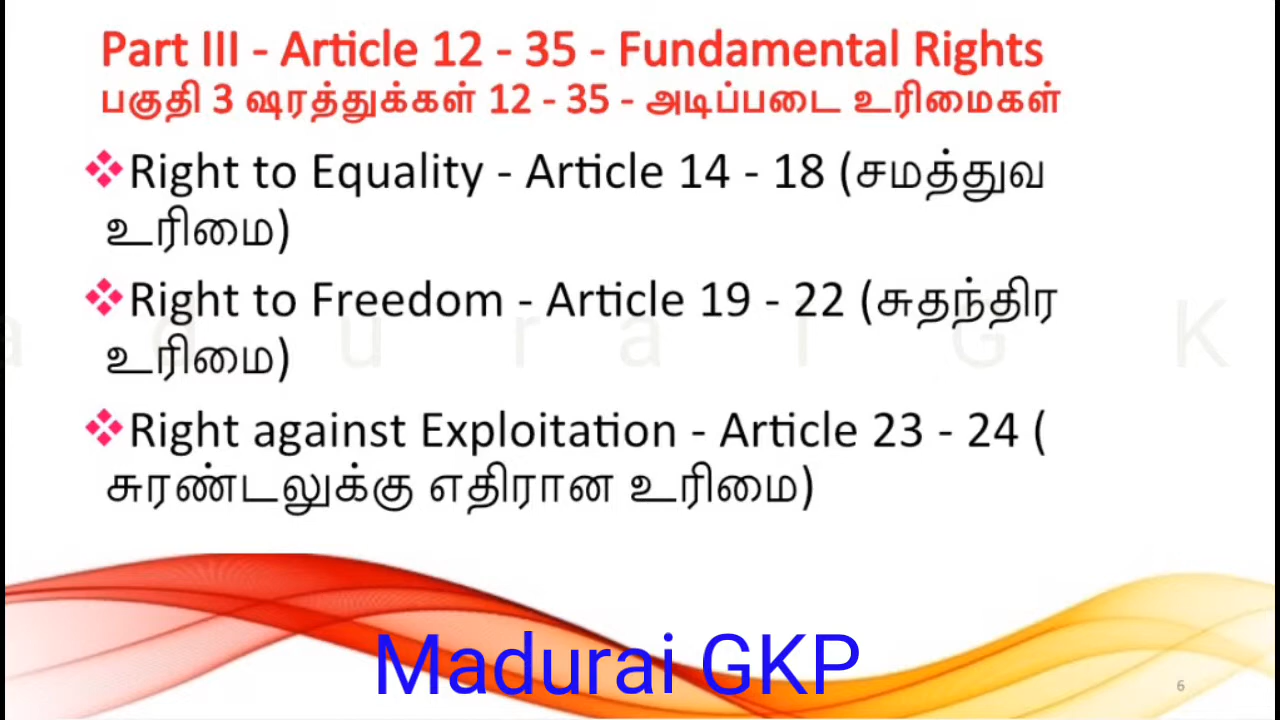 Part III - Article 12 - 35 - Fundamental Rights
பகுதி 3 ஷரத்துக்கள் 12 - 35 - அடிப்படை உரிமைகள்
❖Right to Equality - Article 14 - 18 (சமத்துவ
உரிமை)
❖Right to Freedom - Article 19 - 22 (சுதந்திர
உரிமை)
a d u r a i G K
❖Right against Exploitation - Article 23 - 24 (
சுரண்டலுக்கு எதிரான உரிமை)
Madurai GKP
6